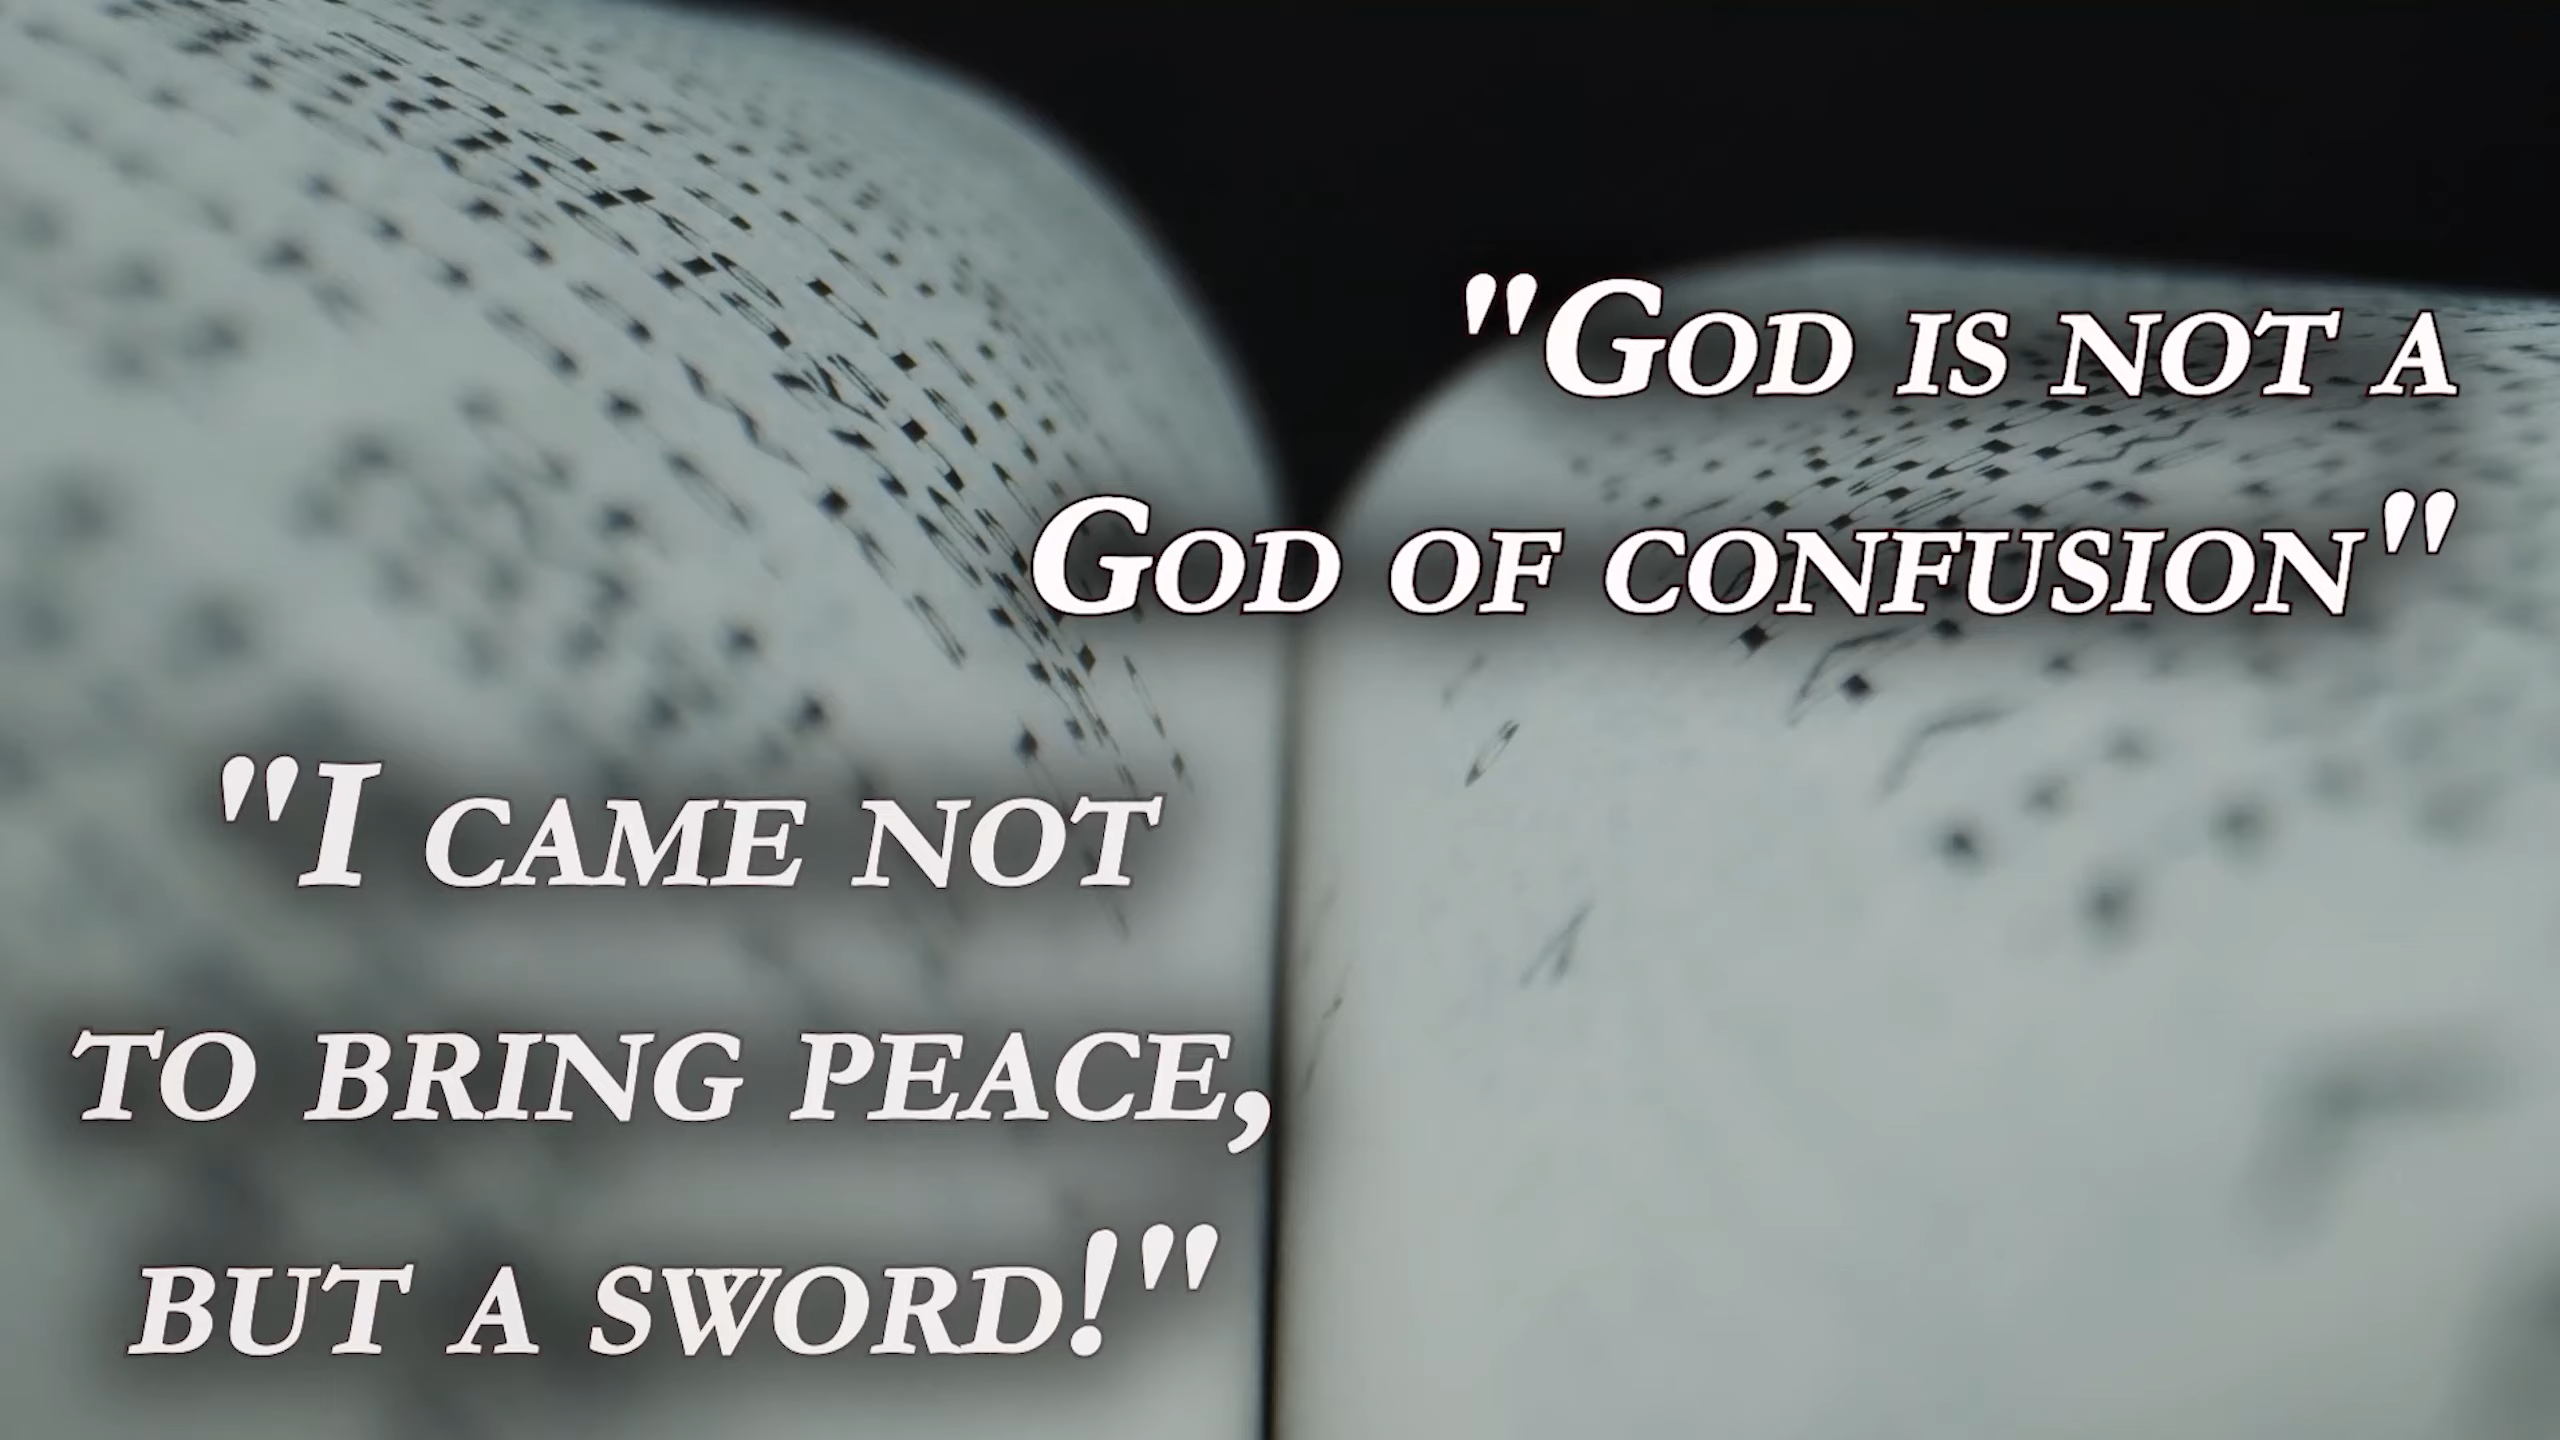 "God is not a
God of confusion"
"I came not
to bring peace,
but a sword!"